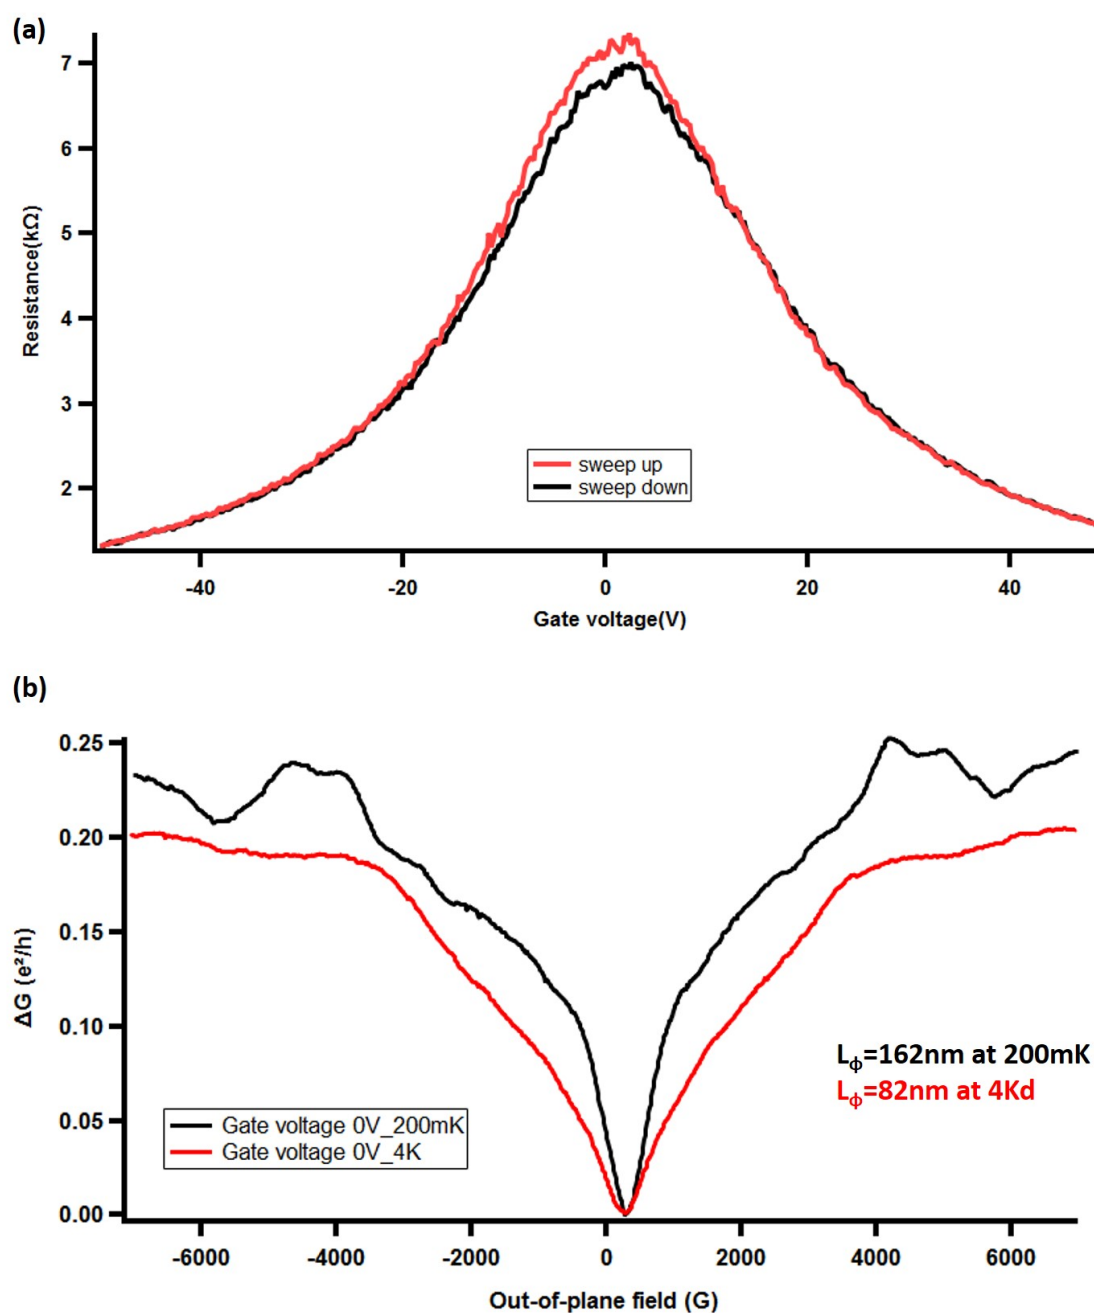 (a)
7
6
5
4
3
2
Resistance(kΩ)
sweep up
sweep down
-40 -20 0 20 40
Gate voltage(V)
(b)
0.25
0.20
0.15
0.10
0.05
0.00
ΔG (e²/h)
Lϕ=162nm at 200mK
Lϕ=82nm at 4Kd
Gate voltage 0V_200mK
Gate voltage 0V_4K
-6000 -4000 -2000 0 2000 4000 6000
Out-of-plane field (G)